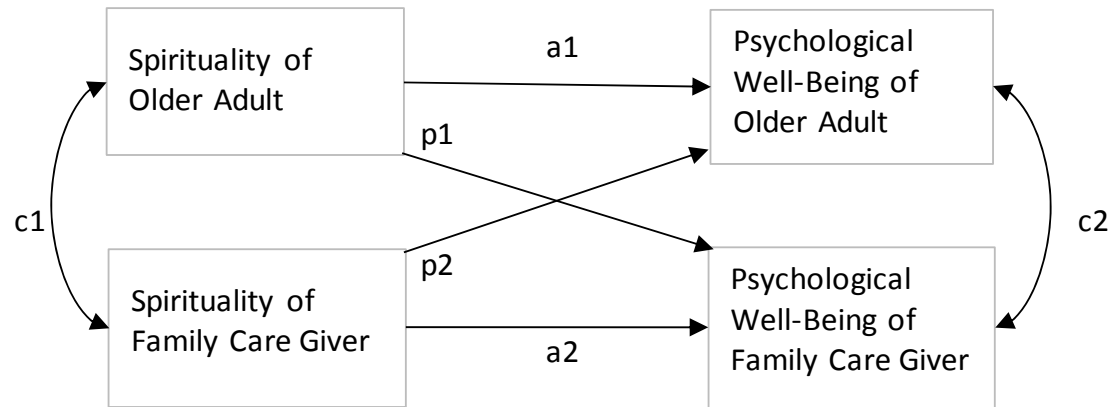 Spirituality of
Older Adult
a1
Psychological
Well-Being of
Older Adult
p1
c1
c2
p2
Spirituality of
Family Care Giver
a2
Psychological
Well-Being of
Family Care Giver